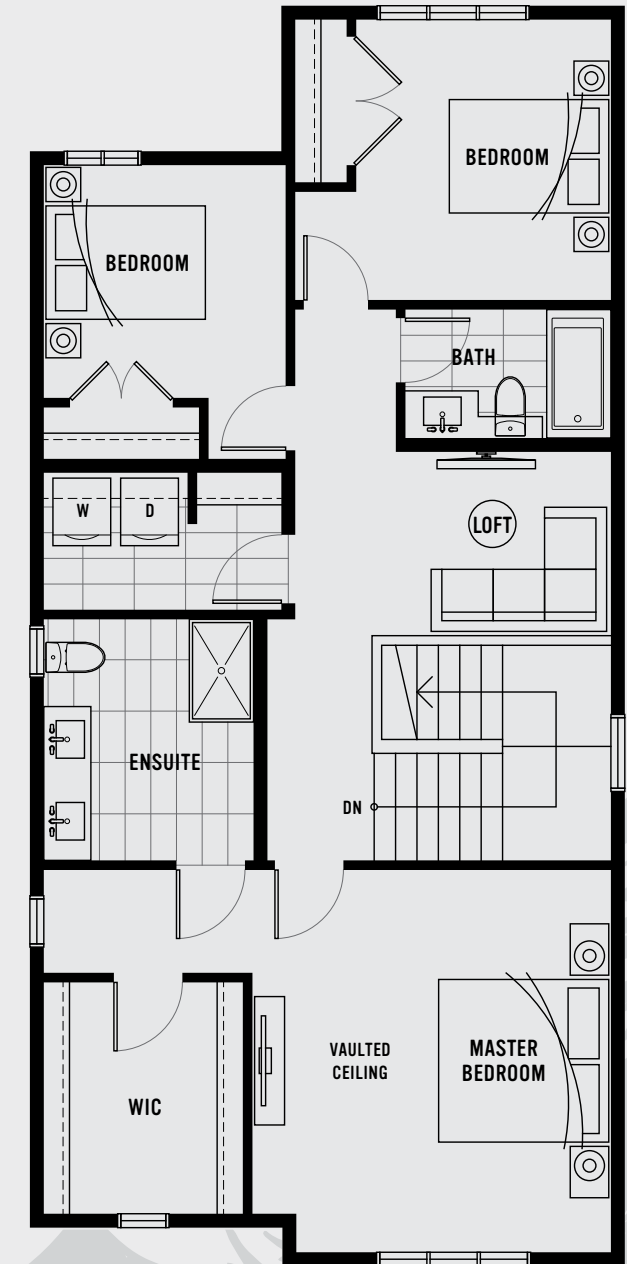 BEDROOM
BEDROOM
BATH
W
D
LOFT
ENSUITE
DN
VAULTED
CEILING
MASTER
BEDROOM
WIC